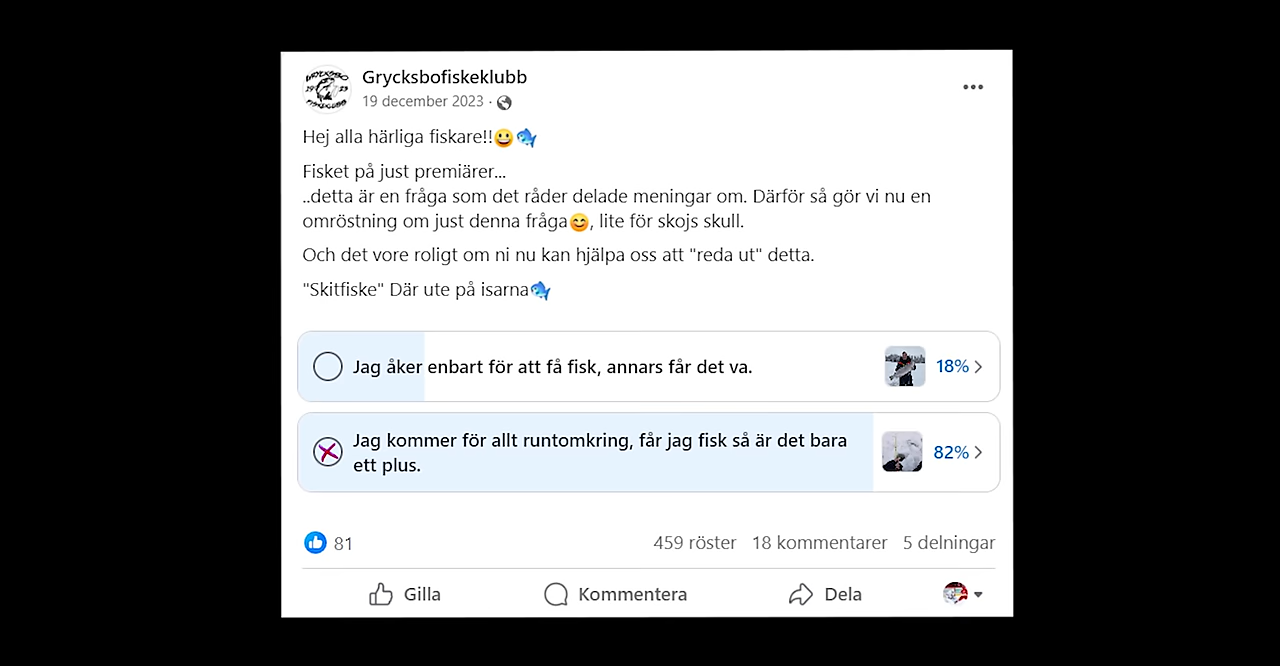 GRYCKSBO
19 29
FISKEKLUBB
Grycksbofiskeklubb
19 december 2023 ·
Hej alla härliga fiskare!!😀🐟
Fisket på just premiärer...
..detta är en fråga som det råder delade meningar om. Därför så gör vi nu en
omröstning om just denna fråga😊, lite för skojs skull.
Och det vore roligt om ni nu kan hjälpa oss att "reda ut" detta.
"Skitfiske" Där ute på isarna🐟
Jag åker enbart för att få fisk, annars får det va.
18%
Jag kommer för allt runtomkring, får jag fisk så är det bara
ett plus.
82%
81
459 röster 18 kommentarer 5 delningar
Gilla Kommentera Dela